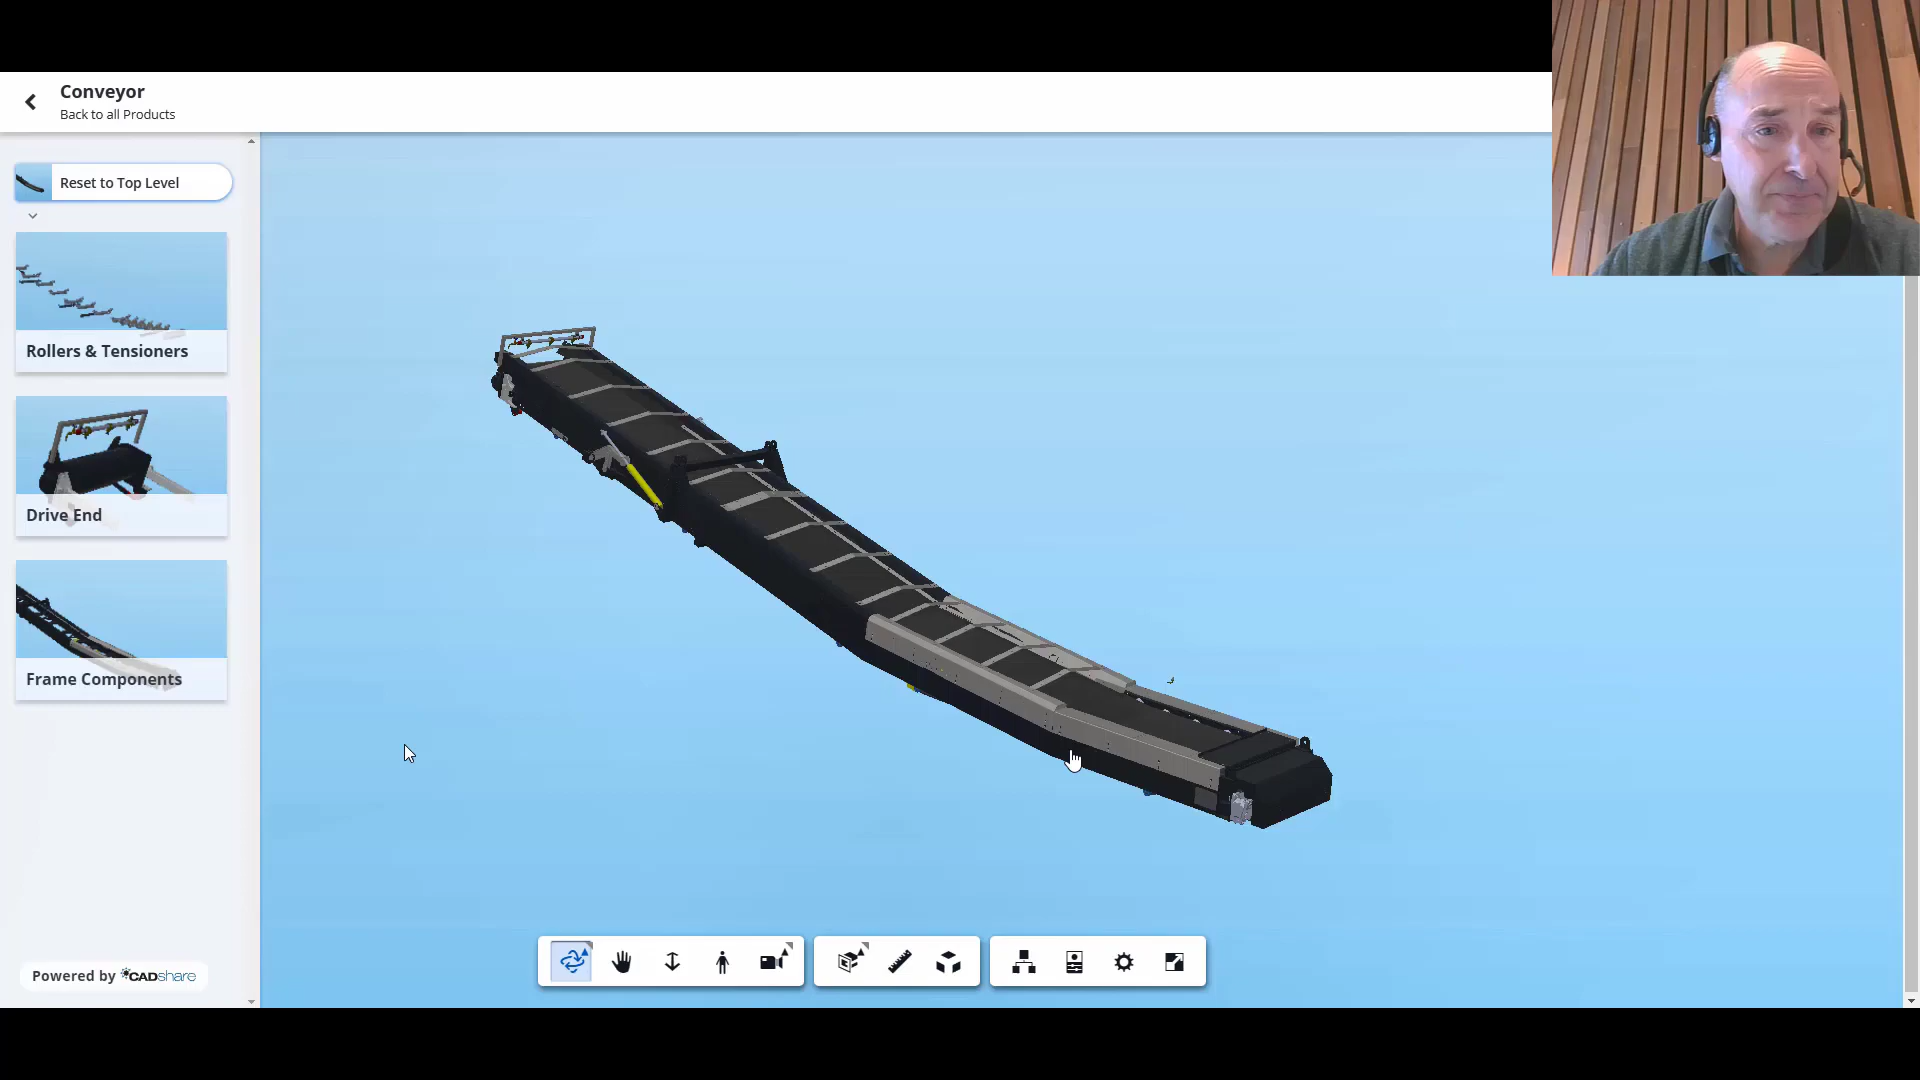 Conveyor
Back to all Products
Reset to Top Level
Rollers & Tensioners
Drive End
Frame Components
Powered by CADshare